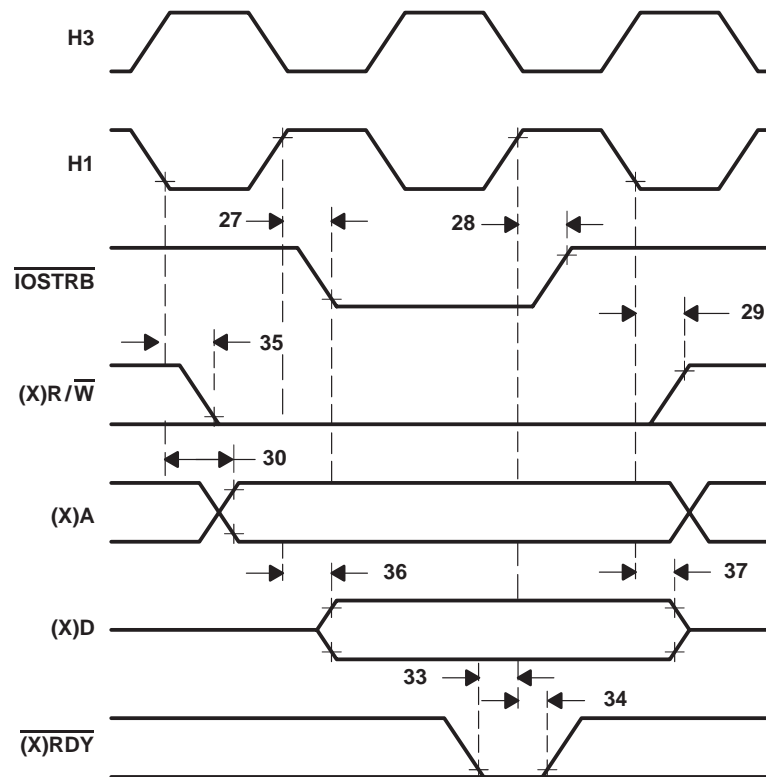 H3
H1
27
28
IOSTRB
29
35
(X)R/W
30
(X)A
36
37
(X)D
33
34
(X)RDY